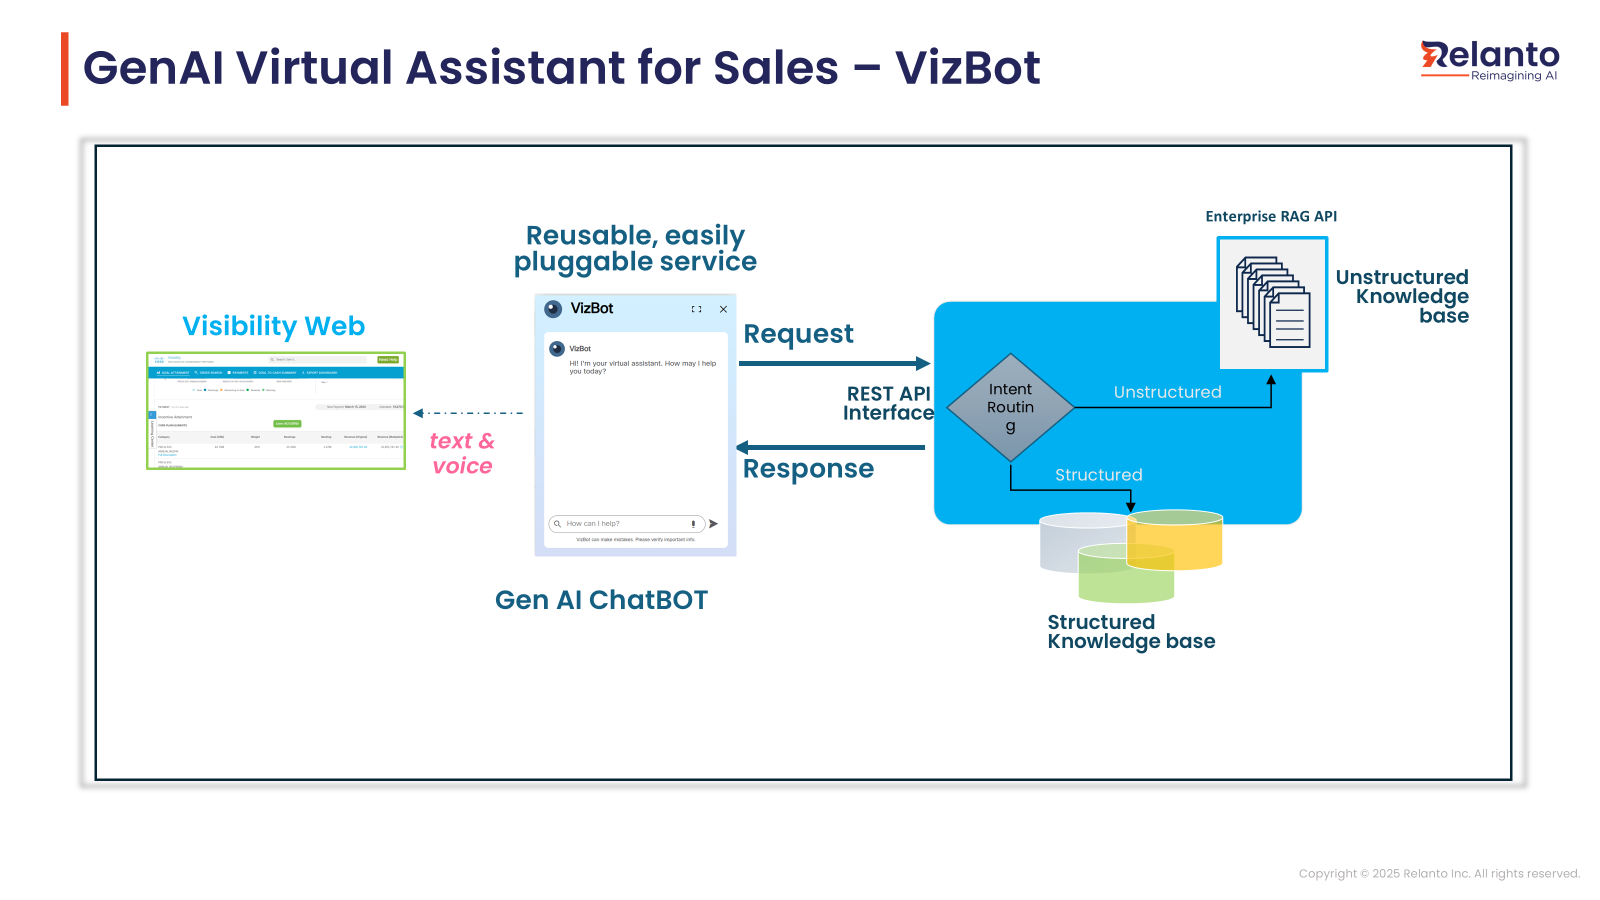 GenAI Virtual Assistant for Sales – VizBot
Relanto
Reimagining AI
Enterprise RAG API
Reusable, easily
pluggable service
Unstructured
Knowledge
base
Visibility Web
VizBot
VizBot
Hi! I'm your virtual assistant. How may I help
you today?
Request
REST API
Interface
Response
Intent
Routin
g
Unstructured
Structured
text &
voice
How can I help?
VizBot can make mistakes. Please verify important info.
Gen AI ChatBOT
Structured
Knowledge base
Copyright © 2025 Relanto Inc. All rights reserved.